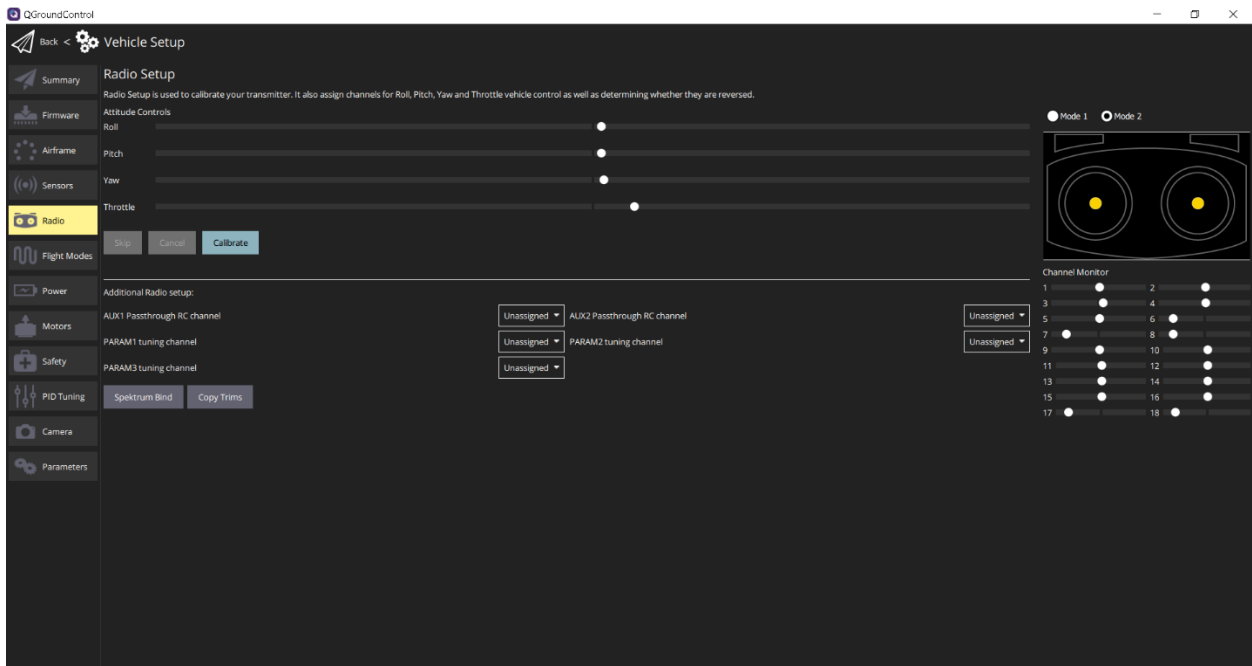 QGroundControl
Back < Vehicle Setup
Summary
Firmware
Airframe
Sensors
Radio
Flight Modes
Power
Motors
Safety
PID Tuning
Camera
Parameters
Radio Setup
Radio Setup is used to calibrate your transmitter. It also assign channels for Roll, Pitch, Yaw and Throttle vehicle control as well as determining whether they are reversed.
Attitude Controls
Roll
Pitch
Yaw
Throttle
Skip Cancel Calibrate
Additional Radio setup:
AUX1 Passthrough RC channel Unassigned AUX2 Passthrough RC channel Unassigned
PARAM1 tuning channel Unassigned PARAM2 tuning channel Unassigned
PARAM3 tuning channel Unassigned
Spektrum Bind Copy Trims
Mode 1 Mode 2
Channel Monitor
1 2
3 4
5 6
7 8
9 10
11 12
13 14
15 16
17 18